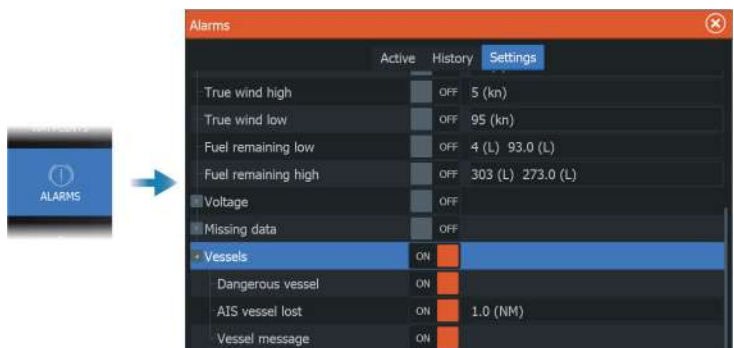 Alarms
Active History Settings
True wind high OFF 5 (kn)
True wind low OFF 95 (kn)
Fuel remaining low OFF 4 (L) 93.0 (L)
Fuel remaining high OFF 303 (L) 273.0 (L)
Voltage OFF
Missing data OFF
Vessels ON
Dangerous vessel ON
AIS vessel lost ON 1.0 (NM)
Vessel message ON
ALARMS